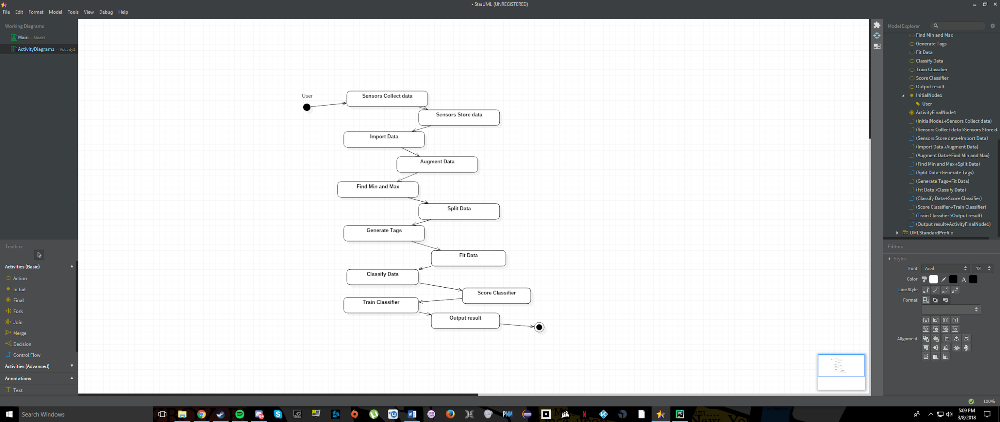 • StarUML (UNREGISTERED)
File Edit Format Model Tools View Debug Help
Working Diagrams
Main — Model
ActivityDiagram1 — Activity1
Toolbox
Activities (Basic)
Action
Initial
Final
Fork
Join
Merge
Decision
Control Flow
Activities (Advanced)
Annotations
Text
User
Sensors Collect data
Sensors Store data
Import Data
Augment Data
Find Min and Max
Split Data
Generate Tags
Fit Data
Classify Data
Score Classifier
Train Classifier
Output result
Model Explorer
Find Min and Max
Generate Tags
Fit Data
Classify Data
Train Classifier
Score Classifier
Output result
InitialNode1
User
ActivityFinalNode1
(InitialNode1→Sensors Collect data)
(Sensors Collect data→Sensors Store d
(Sensors Store data→Import Data)
(Import Data→Augment Data)
(Augment Data→Find Min and Max)
(Find Min and Max→Split Data)
(Split Data→Generate Tags)
(Generate Tags→Fit Data)
(Fit Data→Classify Data)
(Classify Data→Score Classifier)
(Score Classifier→Train Classifier)
(Train Classifier→Output result)
(Output result→ActivityFinalNode1)
UMLStandardProfile
Editors
Styles
Font Arial 13
Color
Line Style
Format
Alignment
100%
Search Windows
99
PMM
5:09 PM
3/8/2018